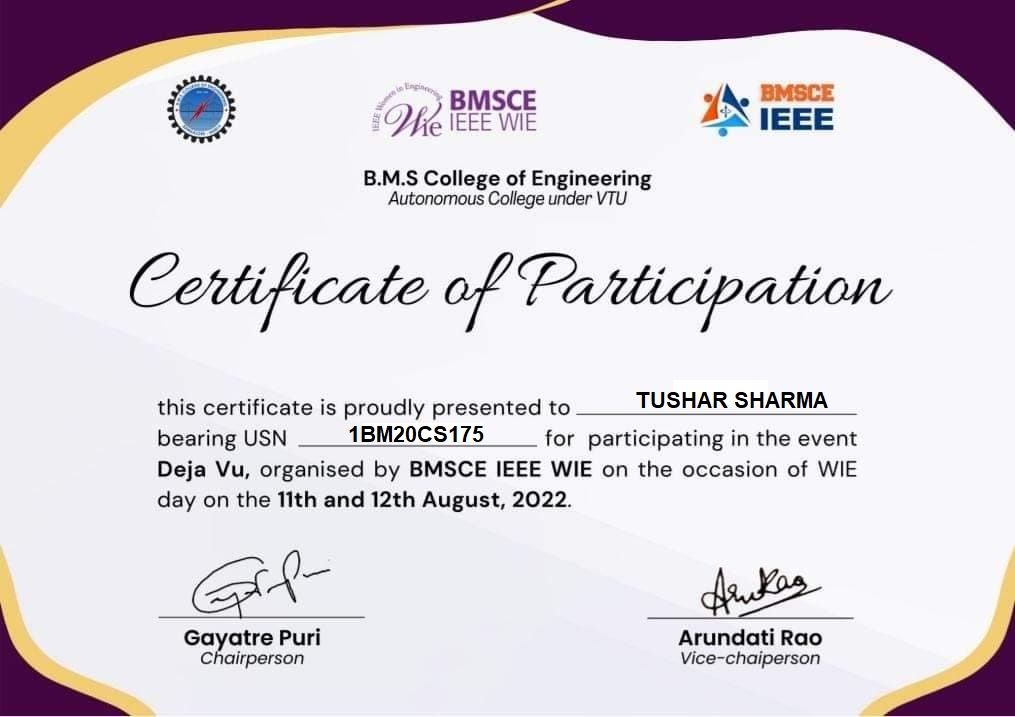 IEEE Women in Engineering
Wie
BMSCE
IEEE WIE
BMSCE
IEEE
B.M.S College of Engineering
Autonomous College under VTU
Certificate of Participation
this certificate is proudly presented to TUSHAR SHARMA
bearing USN 1BM20CS175 for participating in the event
Deja Vu, organised by BMSCE IEEE WIE on the occasion of WIE
day on the 11th and 12th August, 2022.
Gayatre Puri
Arundati Rao
Chairperson
Vice-chaiperson